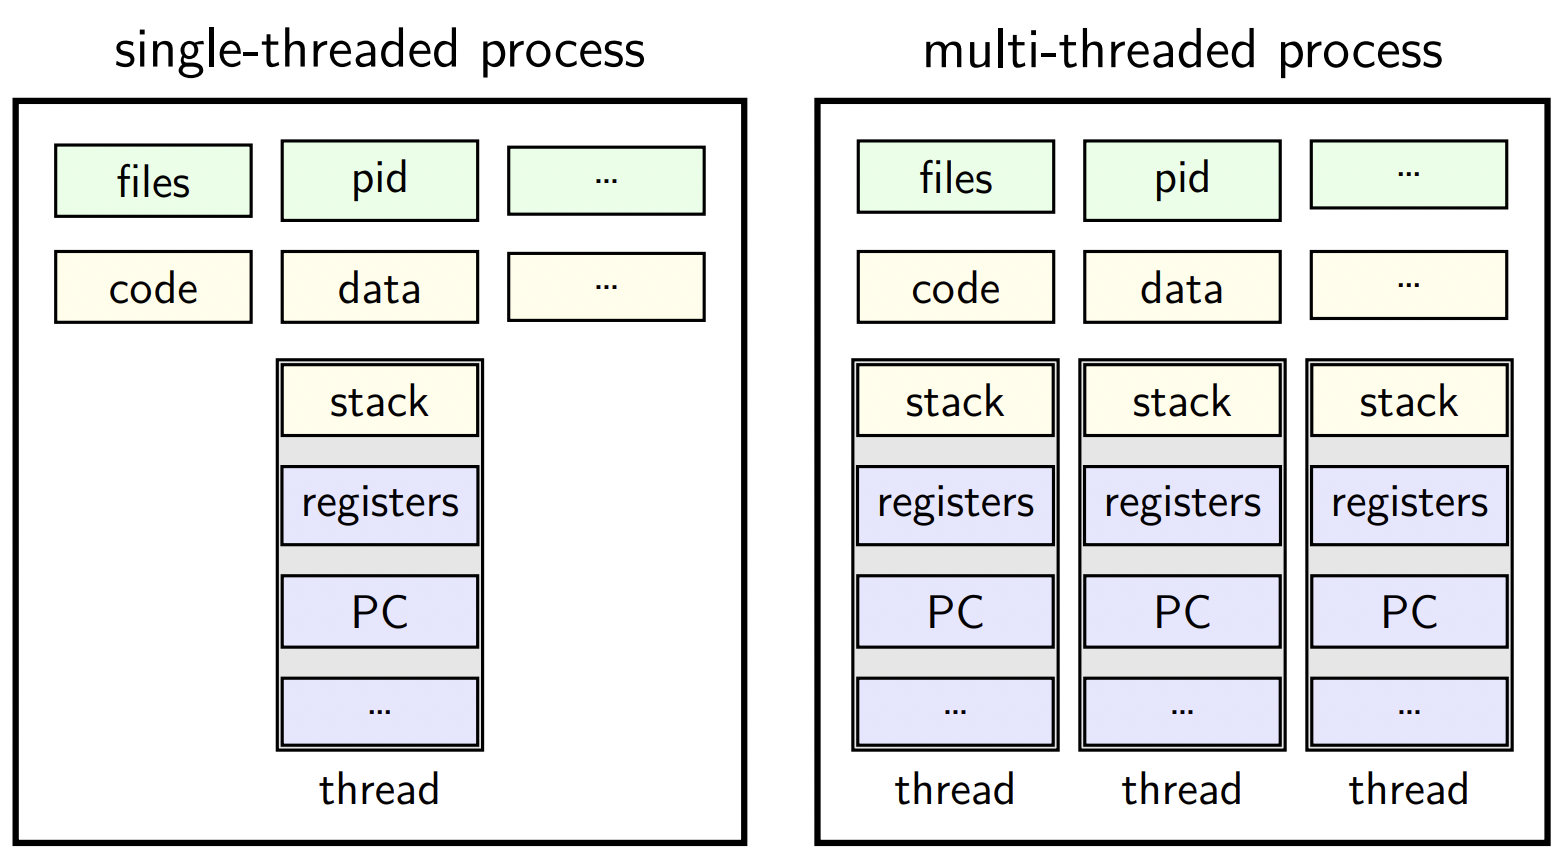 single-threaded process
files pid ...
code data ...
stack
registers
PC
...
thread
multi-threaded process
files pid ...
code data ...
stack stack stack
registers registers registers
PC PC PC
... ... ...
thread thread thread